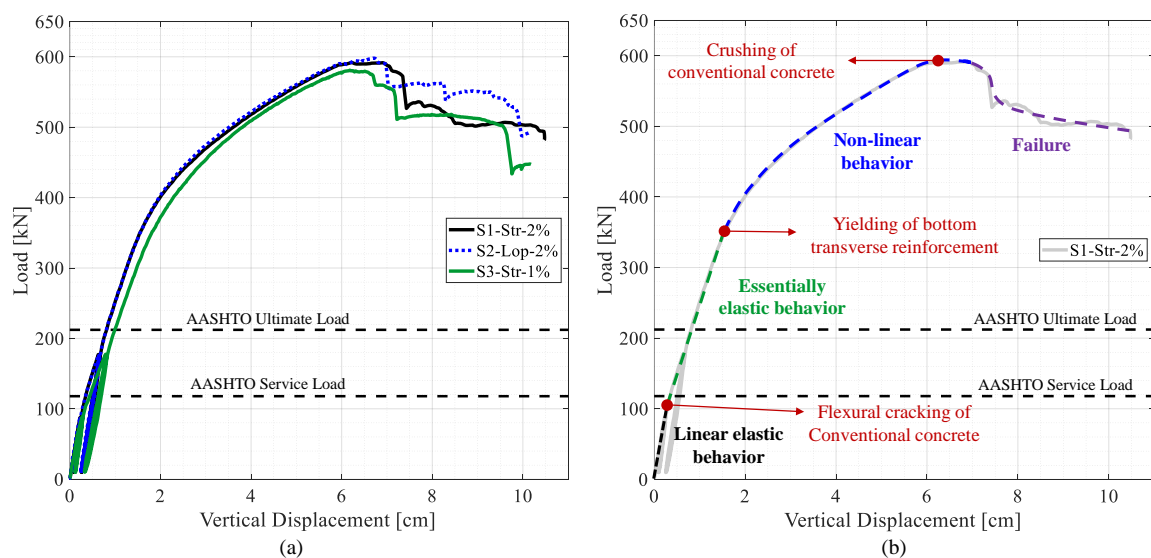 650
600
500
400
300
200
100
0
Load [kN]
S1-Str-2%
S2-Lop-2%
S3-Str-1%
AASHTO Ultimate Load
AASHTO Service Load
0
2
4
6
8
10
Vertical Displacement [cm]
(a)
650
600
500
400
300
200
100
0
Load [kN]
Crushing of
conventional concrete
Non-linear
behavior
Failure
Yielding of bottom
transverse reinforcement
S1-Str-2%
Essentially
elastic behavior
AASHTO Ultimate Load
AASHTO Service Load
Flexural cracking of
Conventional concrete
Linear elastic
behavior
0
2
4
6
8
10
Vertical Displacement [cm]
(b)